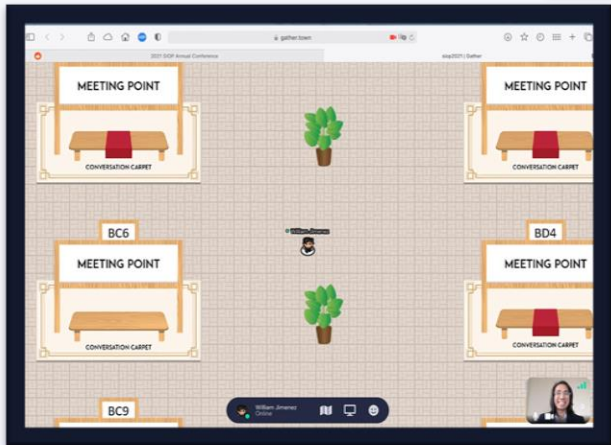 gather.town
2021 SIOP Annual Conference
siop2021 | Gather
MEETING POINT
CONVERSATION CARPET
MEETING POINT
CONVERSATION CARPET
William Jimenez
BC6
MEETING POINT
CONVERSATION CARPET
BD4
MEETING POINT
CONVERSATION CARPET
BC9
William Jimenez
Online